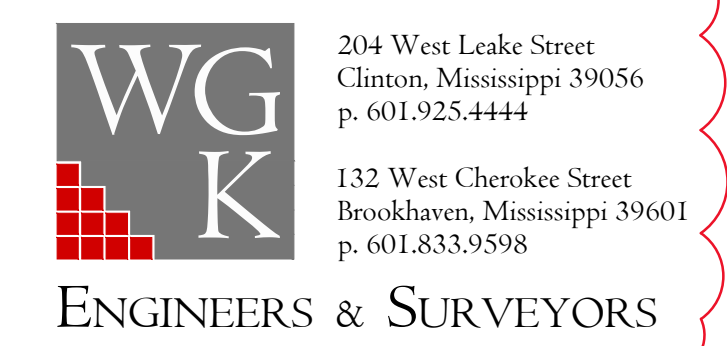 WG
K
204 West Leake Street
Clinton, Mississippi 39056
p. 601.925.4444
132 West Cherokee Street
Brookhaven, Mississippi 39601
p. 601.833.9598
ENGINEERS & SURVEYORS